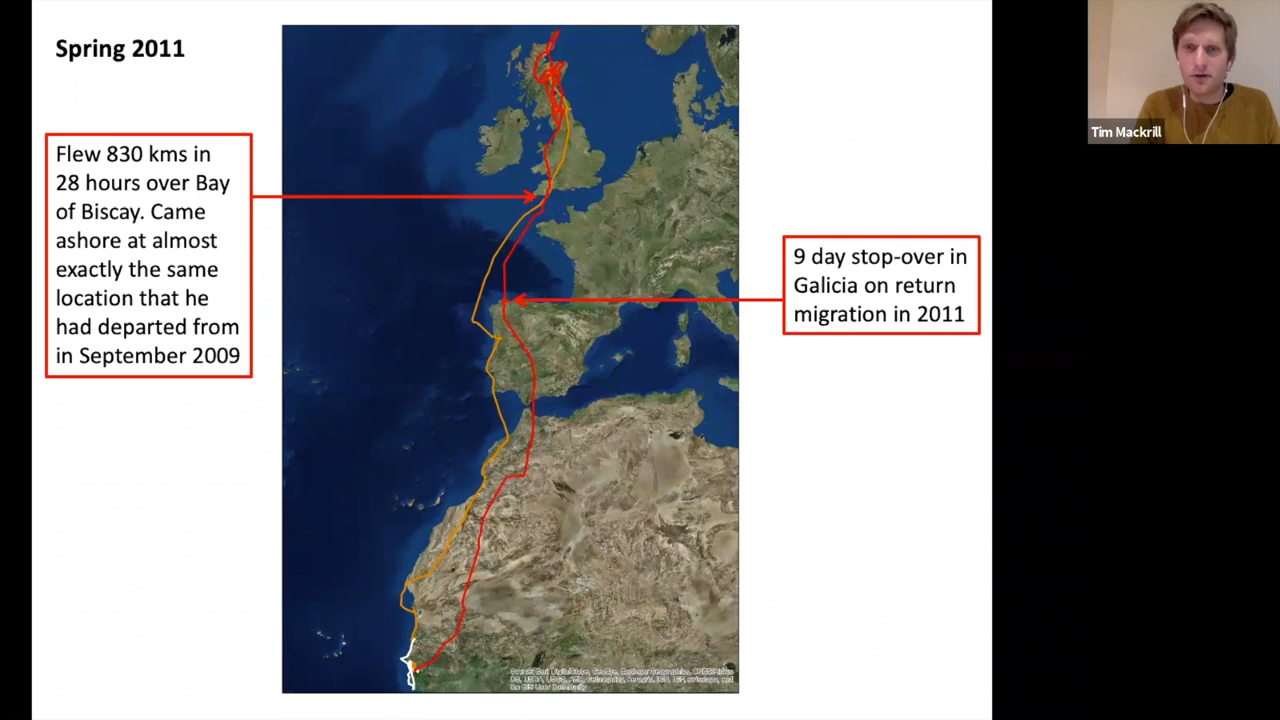 Spring 2011
Flew 830 kms in
28 hours over Bay
of Biscay. Came
ashore at almost
exactly the same
location that he
had departed from
in September 2009
9 day stop-over in
Galicia on return
migration in 2011
Tim Mackrill